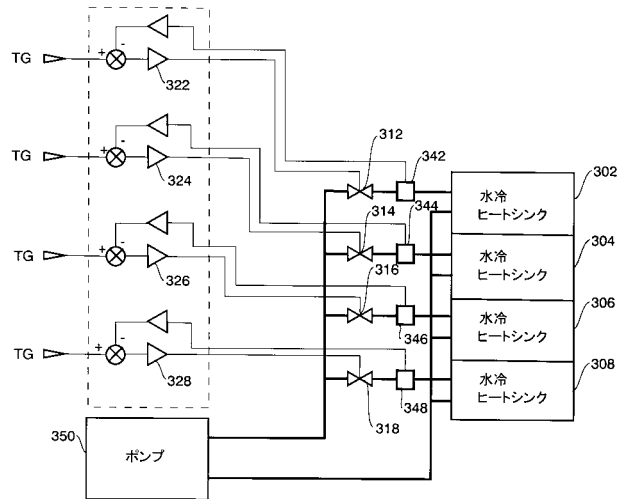 TG
+
-
322
TG
+
-
324
TG
+
-
326
TG
+
-
328
312
342
314
344
316
346
318
348
水冷
ヒートシンク
302
水冷
ヒートシンク
304
水冷
ヒートシンク
306
水冷
ヒートシンク
308
350
ポンプ